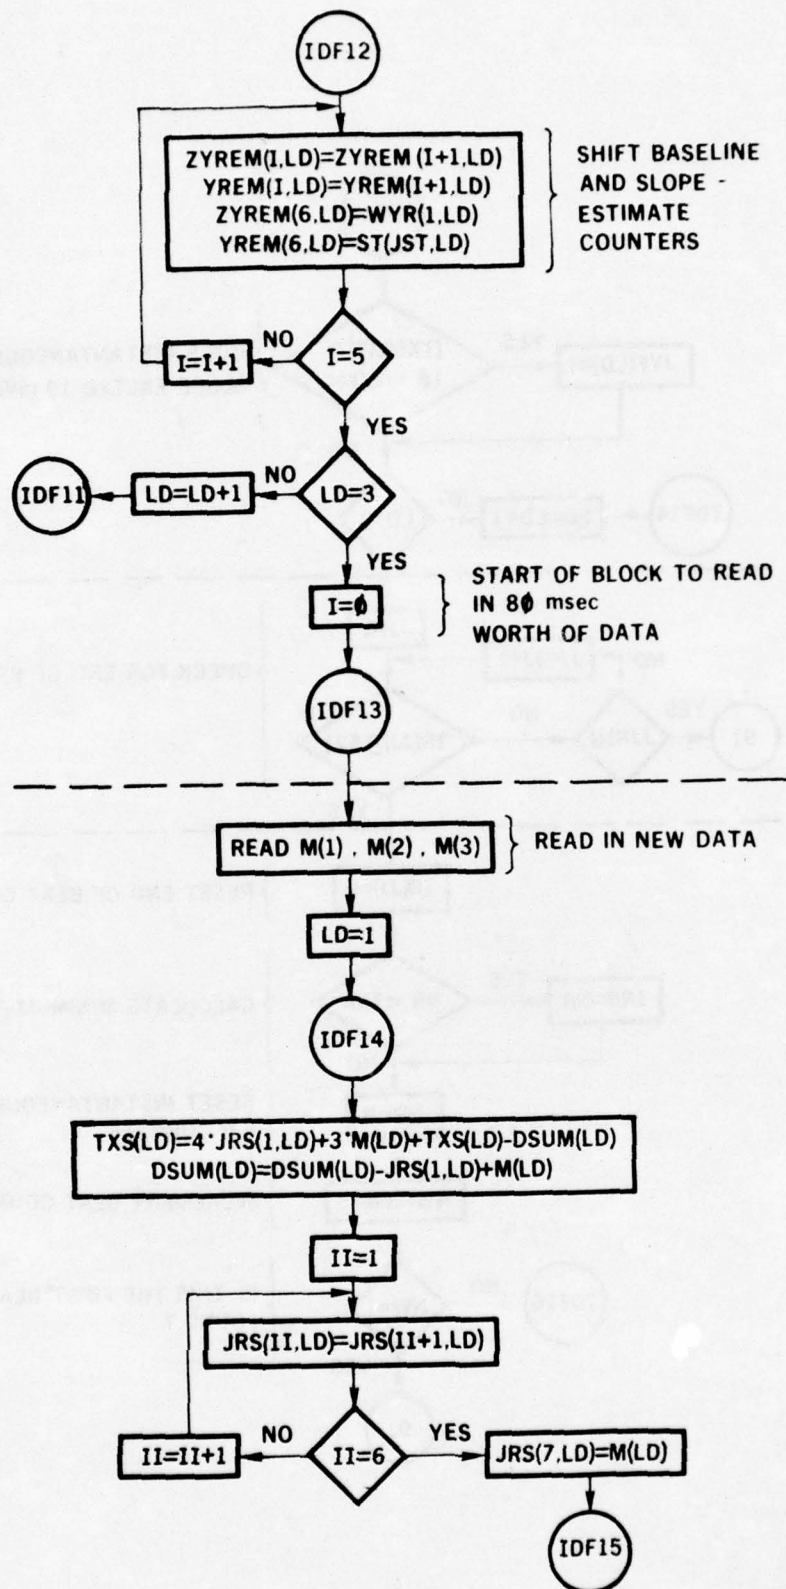 IDF12
ZYREM(I,LD)=ZYREM (I+1,LD)
YREM(I,LD)=YREM(I+1,LD)
ZYREM(6,LD)=WYR(1,LD)
YREM(6,LD)=ST(JST,LD)
SHIFT BASELINE
AND SLOPE -
ESTIMATE
COUNTERS
I=5
NO
I=I+1
YES
LD=3
NO
LD=LD+1
IDF11
YES
I=0
START OF BLOCK TO READ
IN 80 msec
WORTH OF DATA
IDF13
READ M(1) , M(2) , M(3)
READ IN NEW DATA
LD=1
IDF14
TXS(LD)=4*JRS(1,LD)+3*M(LD)+TXS(LD)-DSUM(LD)
DSUM(LD)=DSUM(LD)-JRS(1,LD)+M(LD)
II=1
JRS(II,LD)=JRS(II+1,LD)
II=6
NO
II=II+1
YES
JRS(7,LD)=M(LD)
IDF15